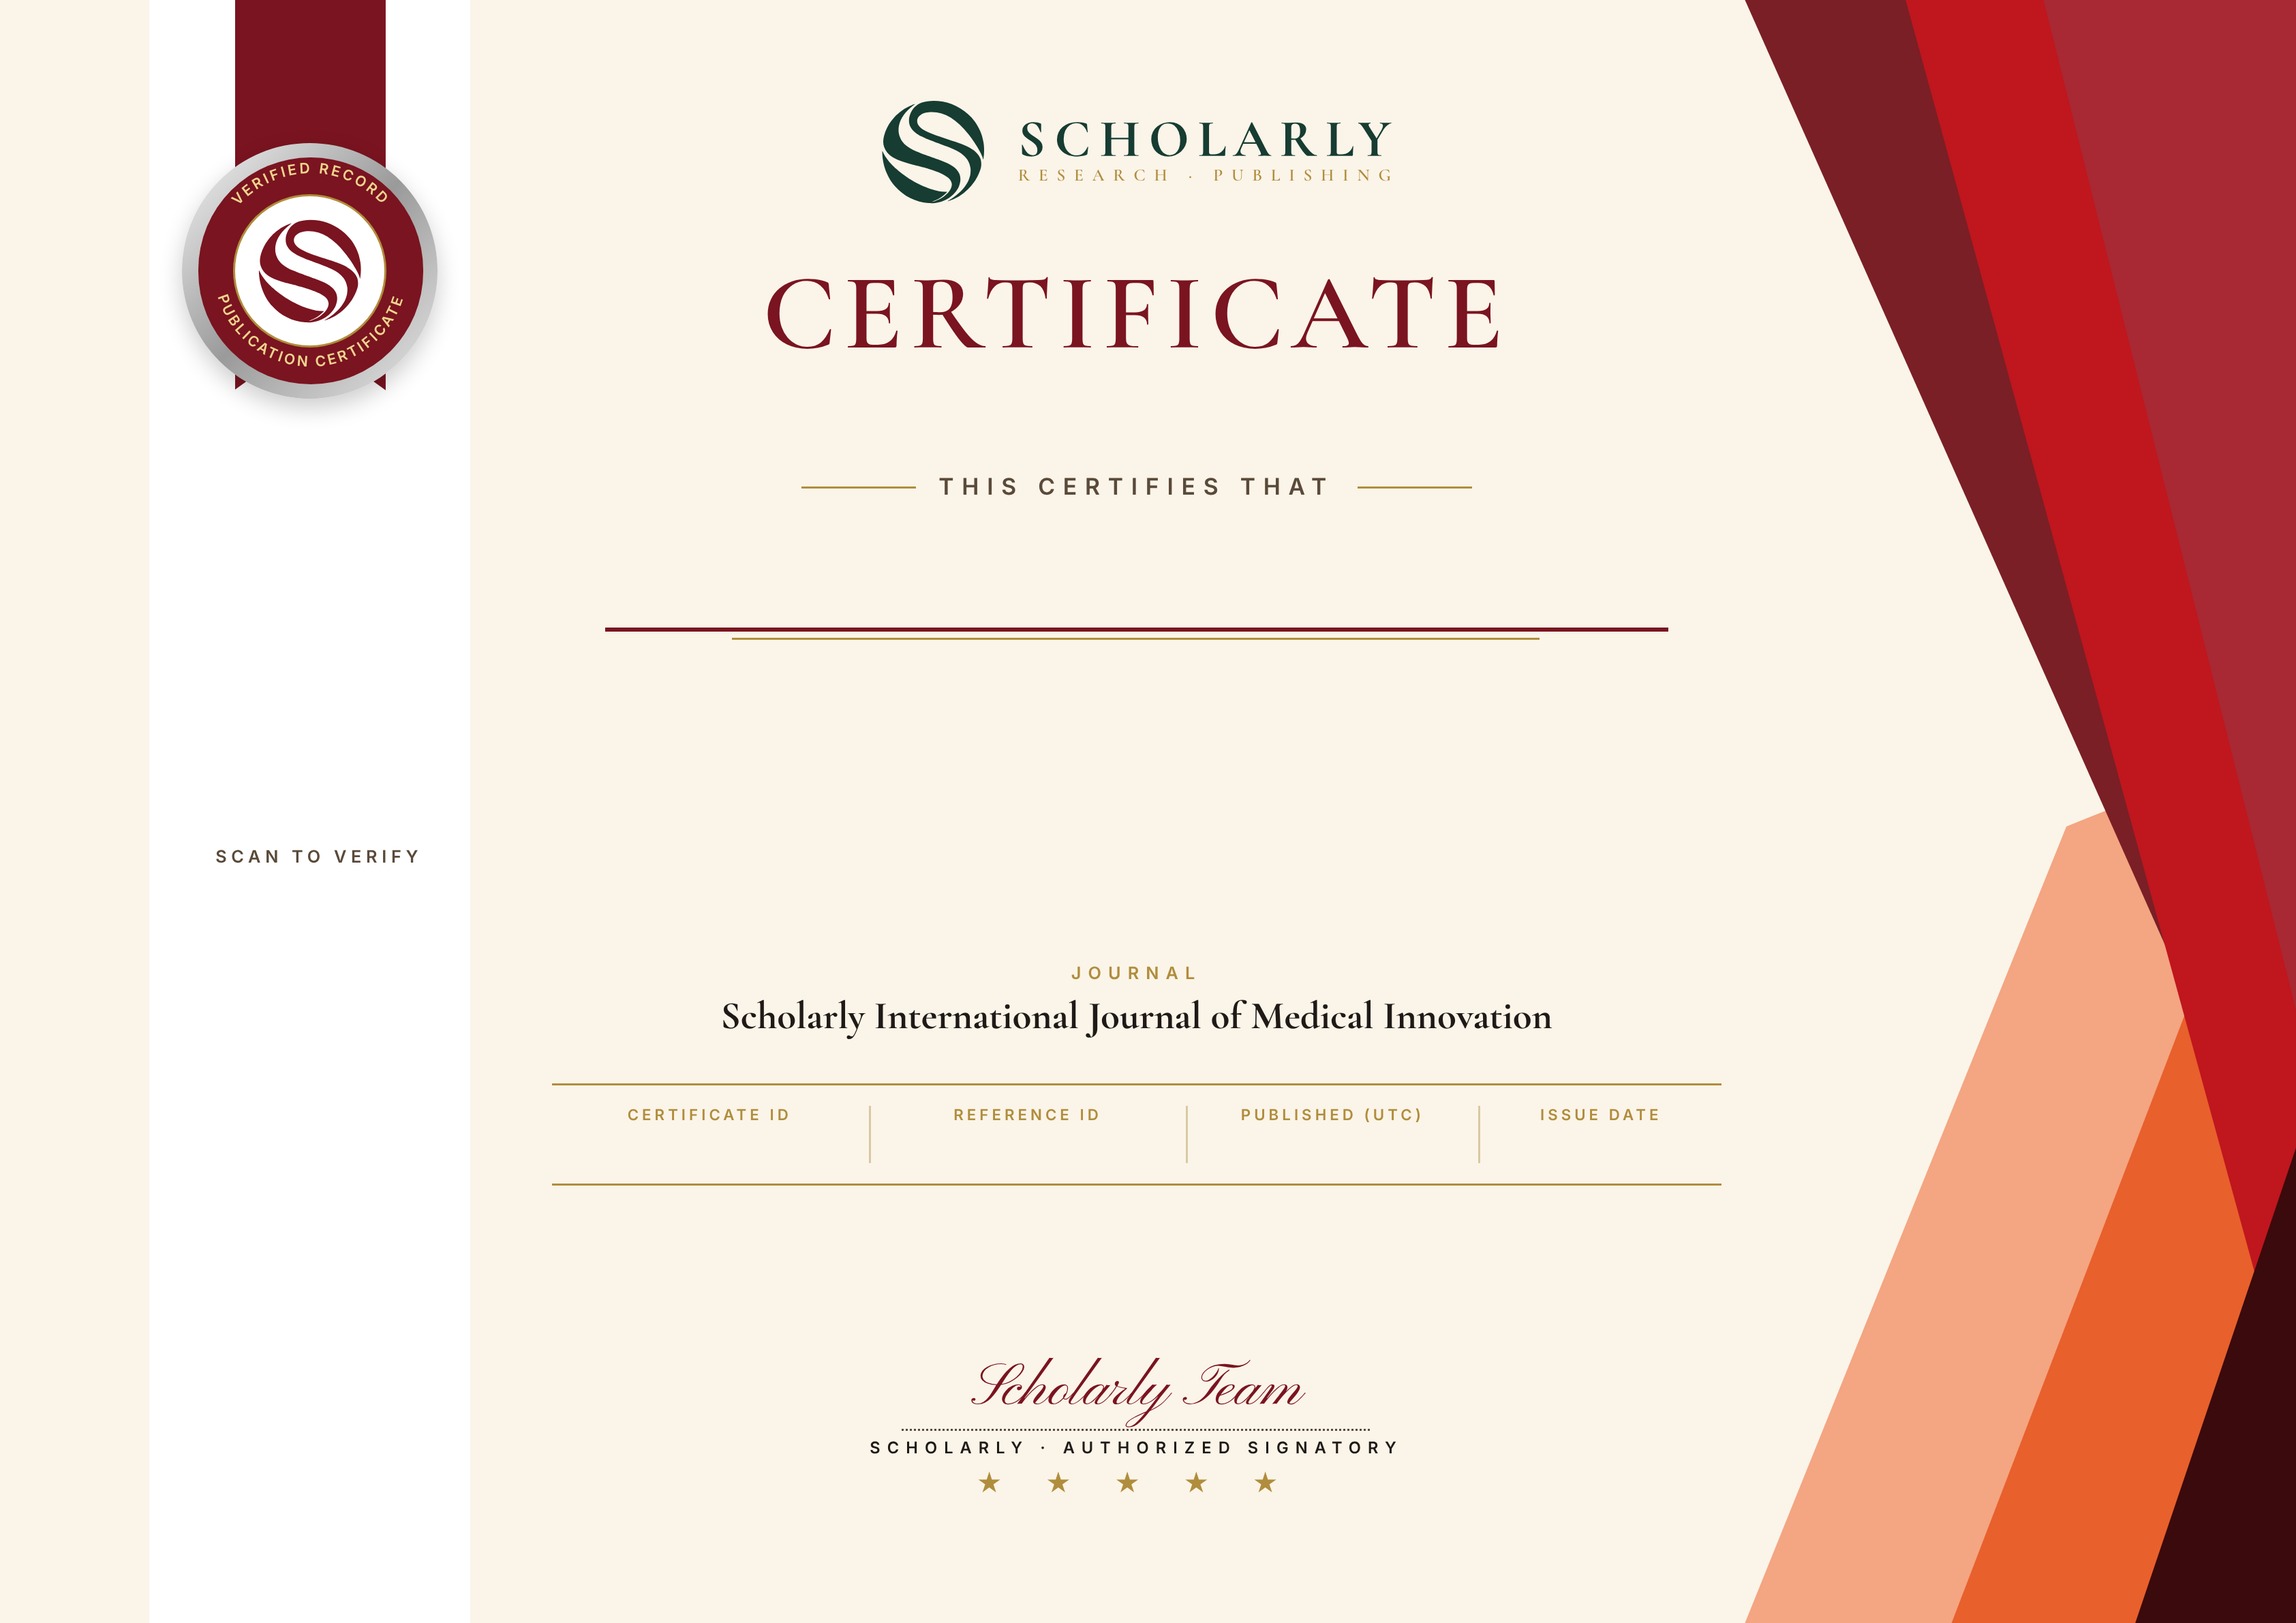 VERIFIED RECORD
PUBLICATION CERTIFICATE
SCAN TO VERIFY
SCHOLARLY
RESEARCH · PUBLISHING
CERTIFICATE
THIS CERTIFIES THAT
JOURNAL
Scholarly International Journal of Medical Innovation
CERTIFICATE ID REFERENCE ID PUBLISHED (UTC) ISSUE DATE
Scholarly Team
SCHOLARLY · AUTHORIZED SIGNATORY
★ ★ ★ ★ ★